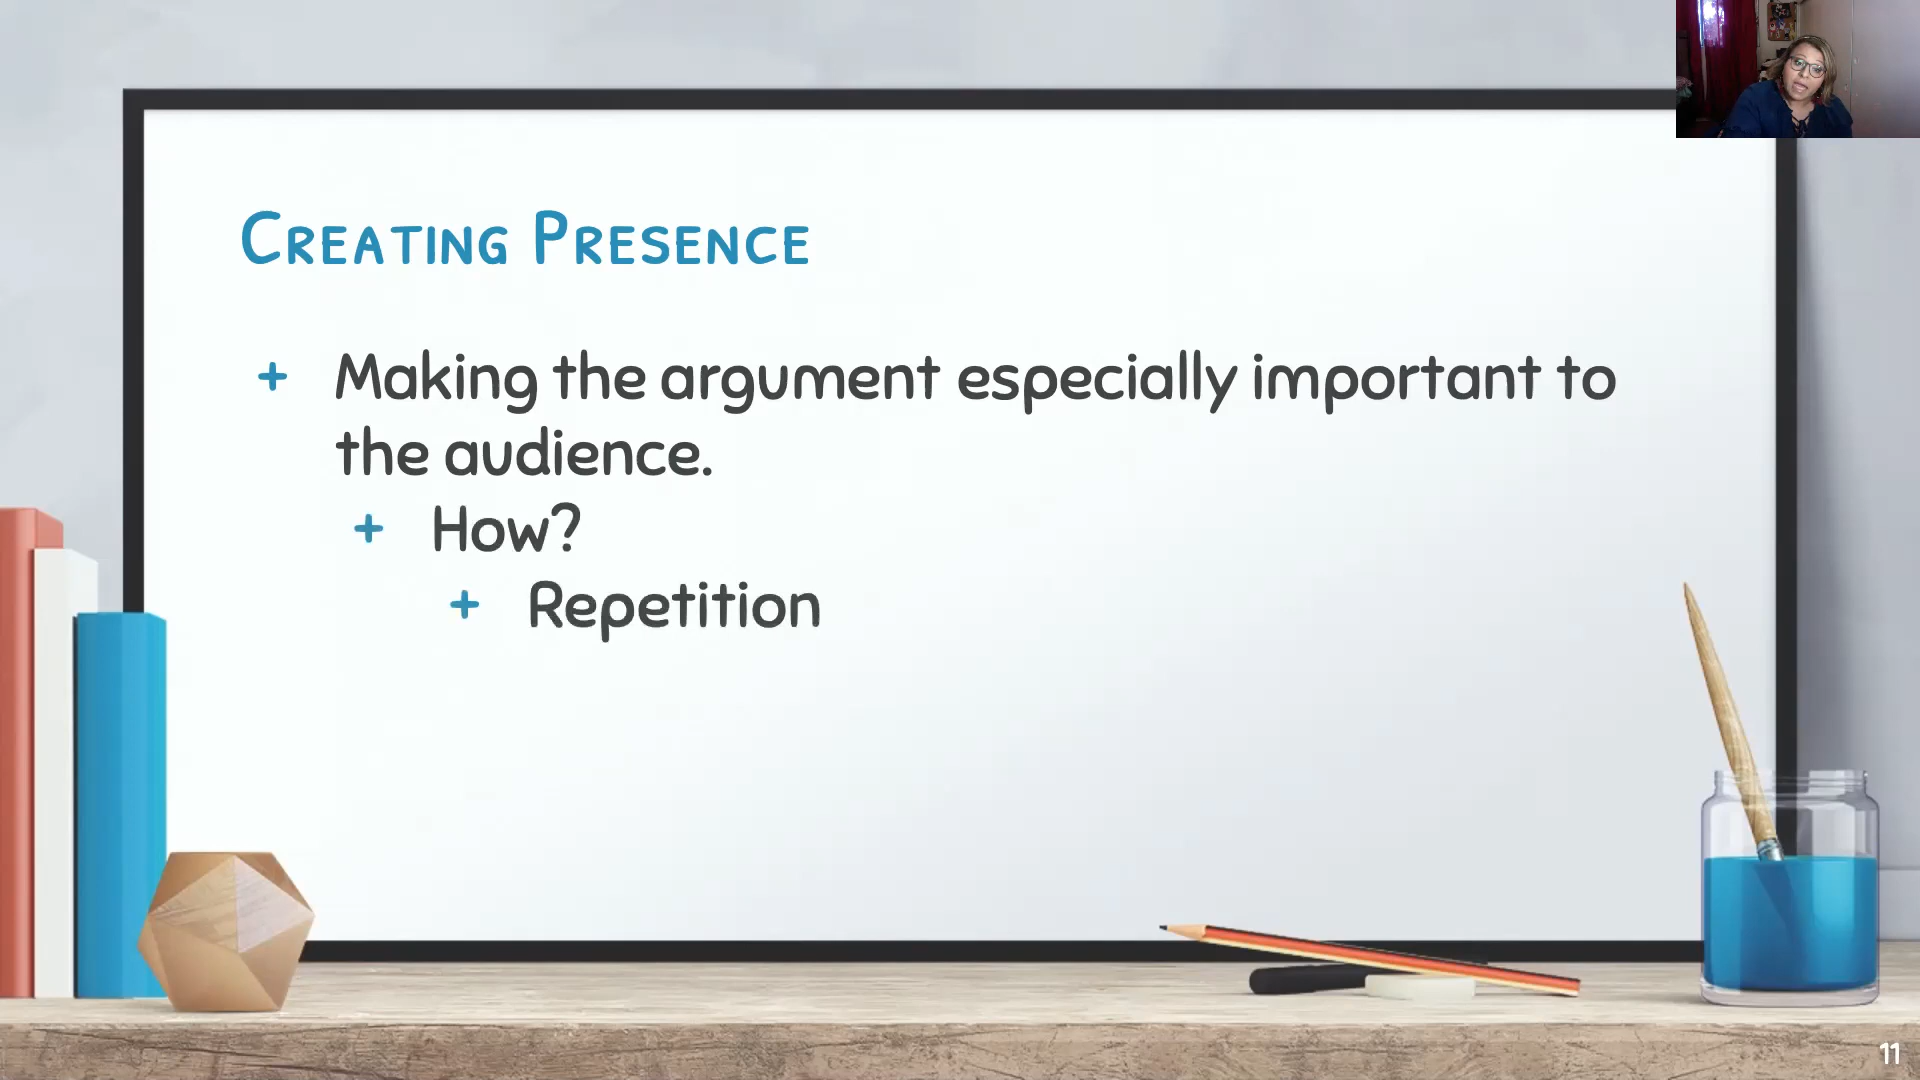 Creating Presence
+ Making the argument especially important to
the audience.
+ How?
+ Repetition
11